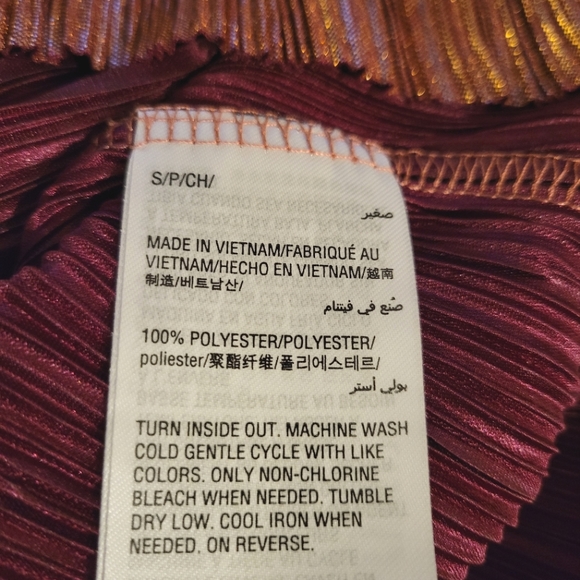 S/P/CH/
صغير
MADE IN VIETNAM/FABRIQUÉ AU
VIETNAM/HECHO EN VIETNAM/越南
制造/베트남산/
صُنع في فيتنام
100% POLYESTER/POLYESTER/
poliester/聚酯纤维/폴리에스테르/
بولي أستر
TURN INSIDE OUT. MACHINE WASH
COLD GENTLE CYCLE WITH LIKE
COLORS. ONLY NON-CHLORINE
BLEACH WHEN NEEDED. TUMBLE
DRY LOW. COOL IRON WHEN
NEEDED. ON REVERSE.